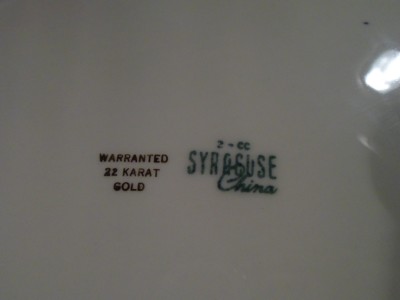 WARRANTED
22 KARAT
GOLD
2 - CC
SYRACUSE
China